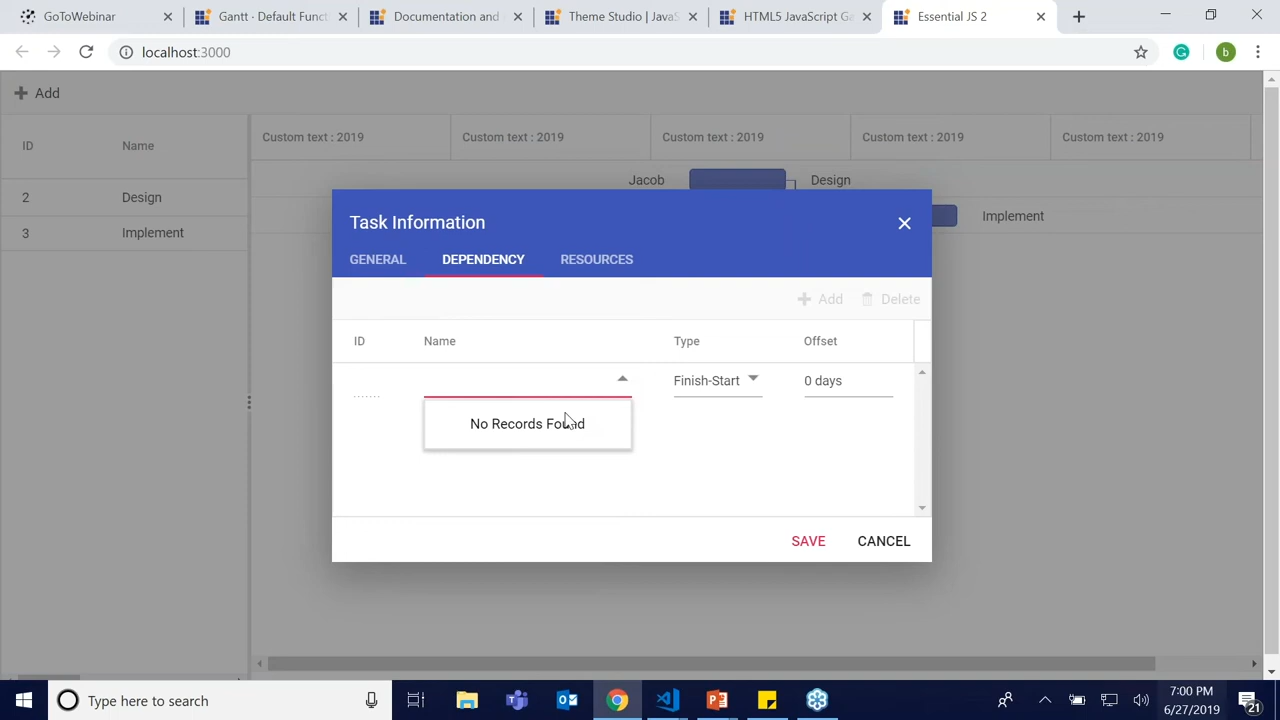 GoToWebinar
Gantt - Default Funct
Documentation and
Theme Studio | JavaS
HTML5 JavaScript Ga
Essential JS 2
localhost:3000
b
Add
ID Name
Custom text : 2019 Custom text : 2019 Custom text : 2019 Custom text : 2019 Custom text : 2019
2 Design
Jacob Design
3 Implement
Implement
Task Information
GENERAL DEPENDENCY RESOURCES
Add Delete
ID Name Type Offset
Finish-Start 0 days
No Records Found
SAVE CANCEL
Type here to search
7:00 PM
6/27/2019
21